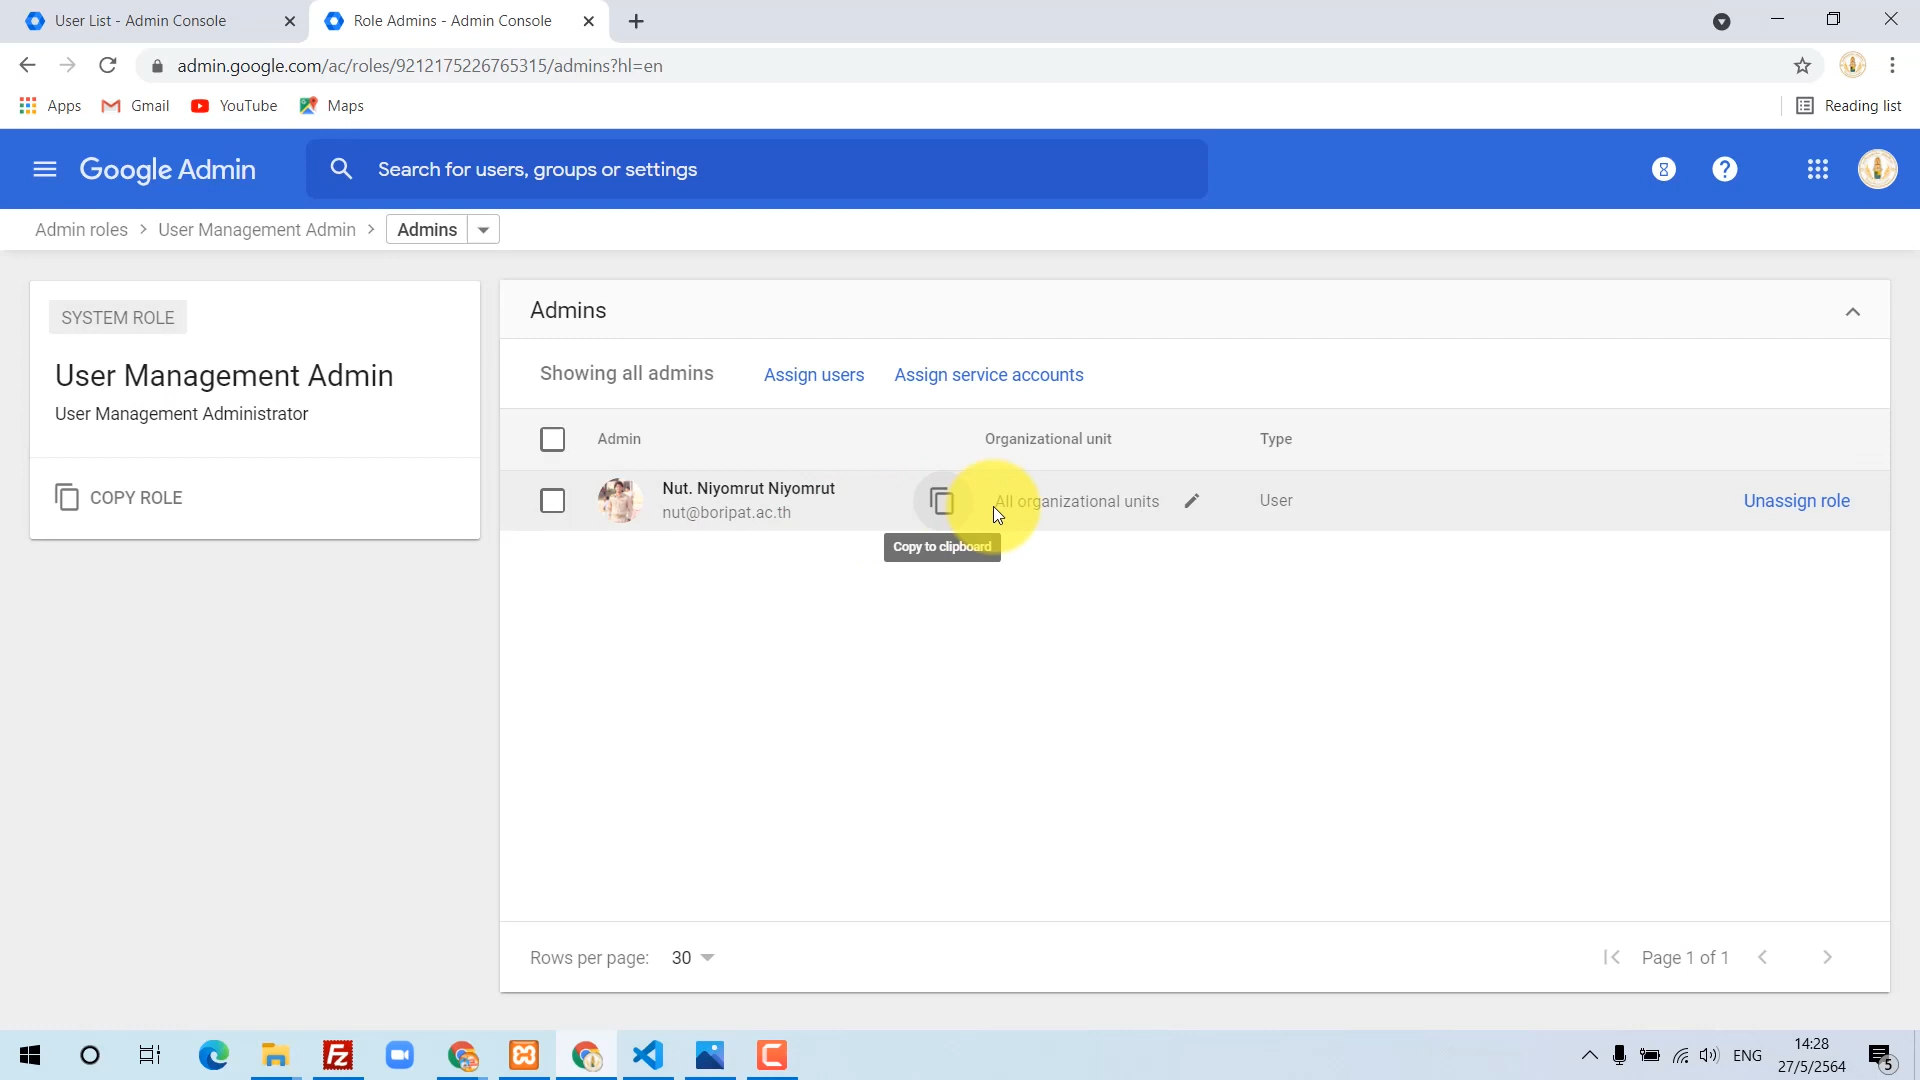 User List - Admin Console
Role Admins - Admin Console
admin.google.com/ac/roles/9212175226765315/admins?hl=en
Apps
Gmail
YouTube
Maps
Reading list
Google Admin
Search for users, groups or settings
Admin roles
User Management Admin
Admins
SYSTEM ROLE
User Management Admin
User Management Administrator
COPY ROLE
Admins
Showing all admins
Assign users
Assign service accounts
Admin
Organizational unit
Type
Nut. Niyomrut Niyomrut
nut@boripat.ac.th
All organizational units
User
Unassign role
Copy to clipboard
Rows per page: 30
Page 1 of 1
ENG
14:28
27/5/2564
5